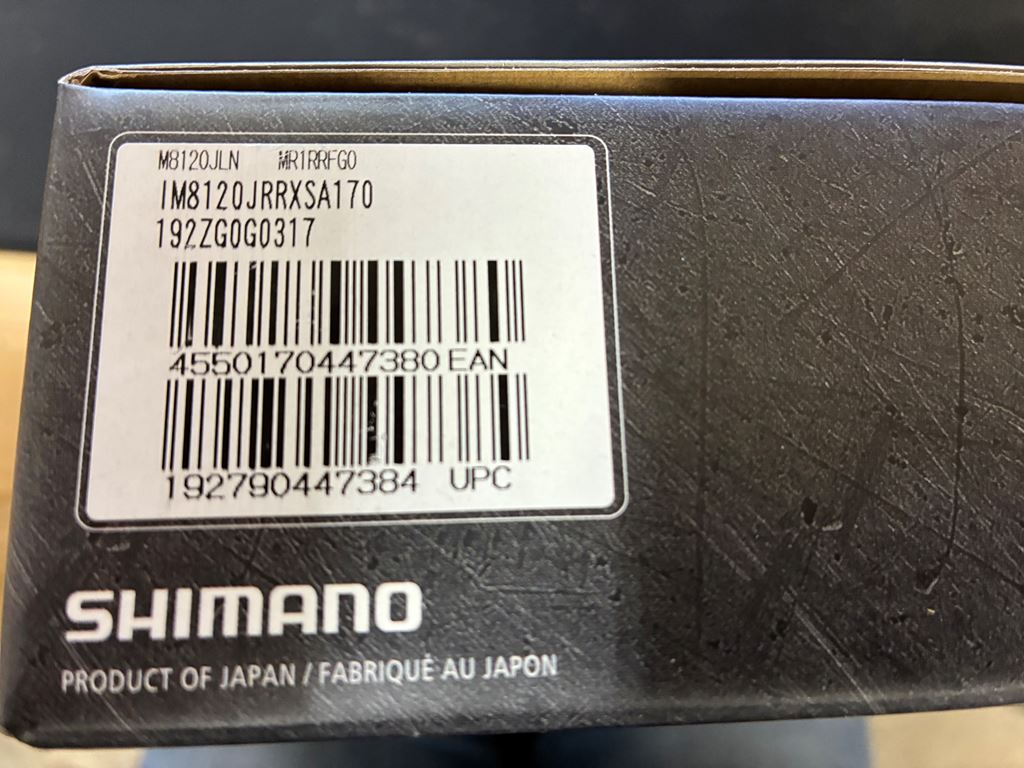 M8120JLN MR1RRFG0
IM8120JRRXSA170
192ZG0G0317
4550170447380 EAN
192790447384 UPC
SHIMANO
PRODUCT OF JAPAN / FABRIQUÉ AU JAPON